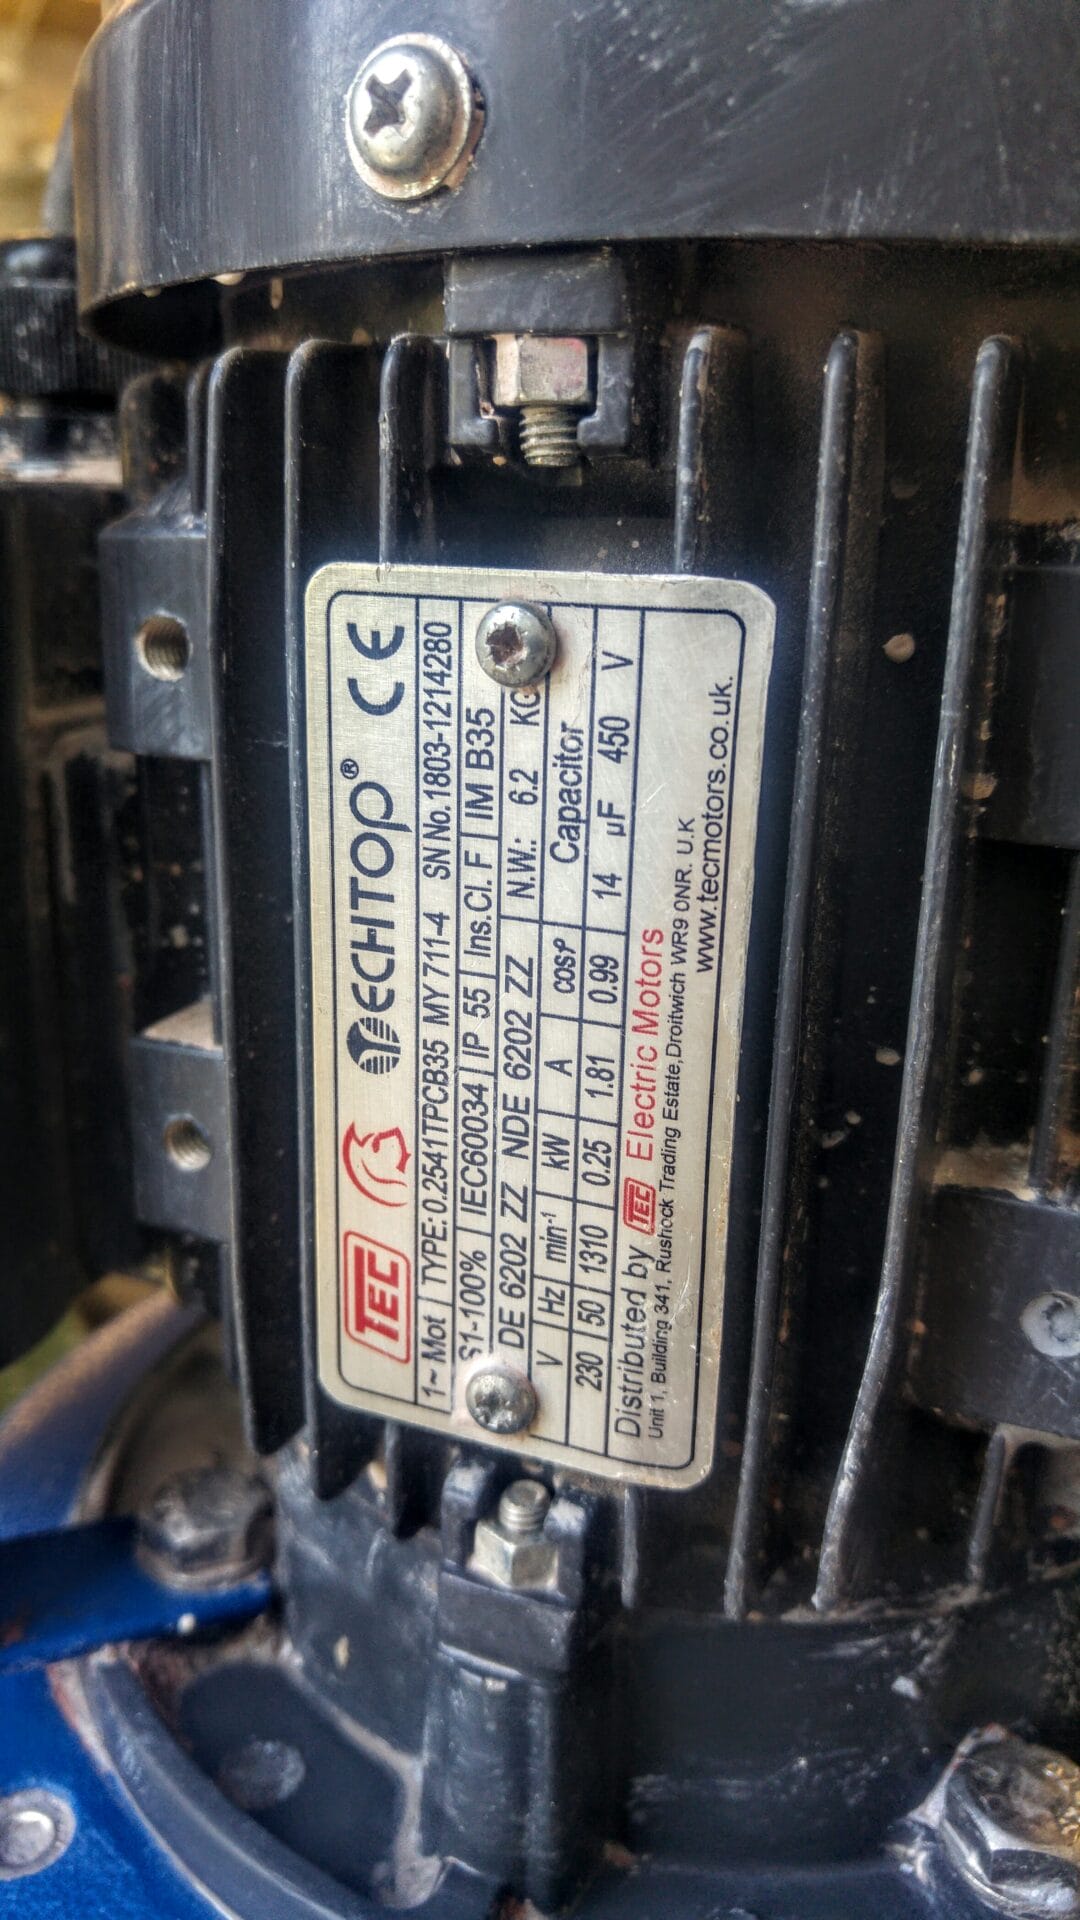 TEC TECHTOP® CE
1~Mot TYPE: 0.2541TPCB35 MY 711-4 SN No. 1803-1214280
S1-100% IEC60034 IP 55 Ins.Cl. F IM B35
DE 6202 ZZ NDE 6202 ZZ N.W.: 6.2 KG
V Hz min⁻¹ kW A cosφ Capacitor
230 50 1310 0.25 1.81 0.99 14 µF 450 V
Distributed by TEC Electric Motors
Unit 1, Building 341, Rushock Trading Estate, Droitwich WR9 0NR. U.K
www.tecmotors.co.uk.